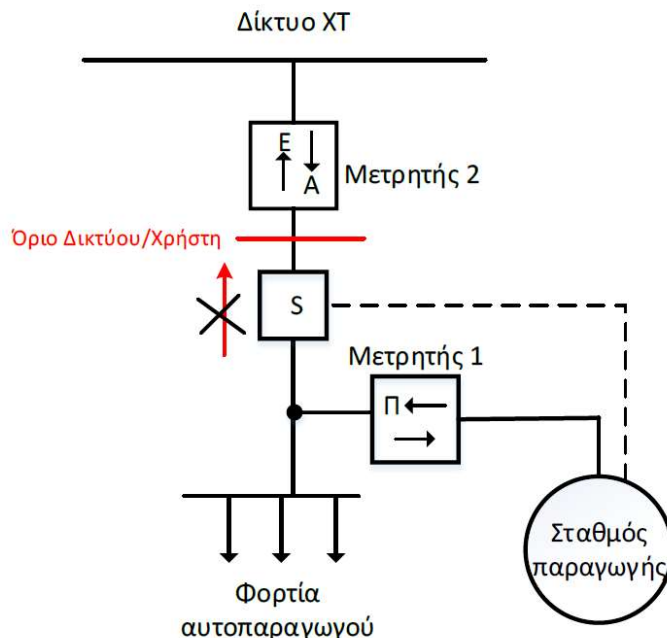 Δίκτυο ΧΤ
Ε
Α
Μετρητής 2
Όριο Δικτύου/Χρήστη
S
Μετρητής 1
Π
Σταθμός
παραγωγής
Φορτία
αυτοπαραγωγού